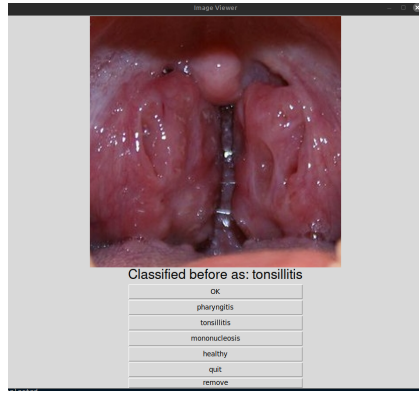 Image Viewer
Classified before as: tonsillitis
OK
pharyngitis
tonsillitis
mononucleosis
healthy
quit
remove